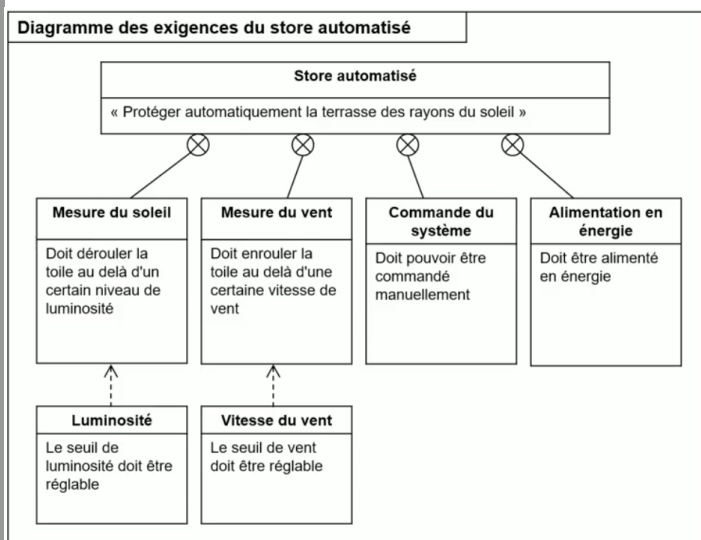 Diagramme des exigences du store automatisé
Store automatisé
« Protéger automatiquement la terrasse des rayons du soleil »
Mesure du soleil
Doit dérouler la
toile au delà d'un
certain niveau de
luminosité
Mesure du vent
Doit enrouler la
toile au delà d'une
certaine vitesse de
vent
Commande du
système
Doit pouvoir être
commandé
manuellement
Alimentation en
énergie
Doit être alimenté
en énergie
Luminosité
Le seuil de
luminosité doit être
réglable
Vitesse du vent
Le seuil de vent
doit être réglable